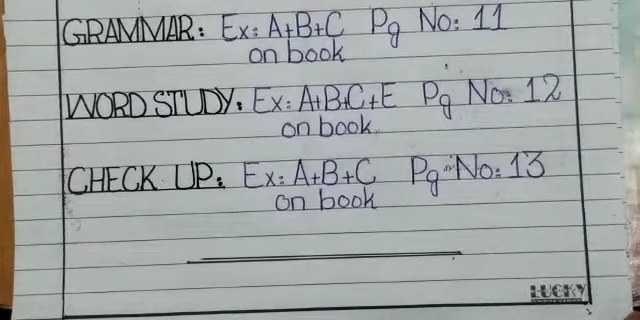 GRAMMAR: Ex: A+B+C Pg No: 11
on book
WORD STUDY: Ex: A+B+C+E Pg No: 12
on book
CHECK UP: Ex: A+B+C Pg No: 13
on book
LUCKY